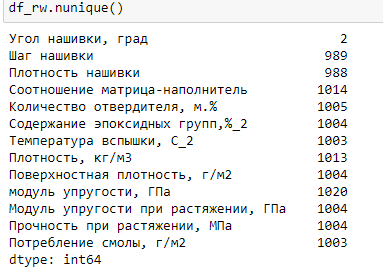 df_rw.nunique()
Угол нашивки, град 2
Шаг нашивки 989
Плотность нашивки 988
Соотношение матрица-наполнитель 1014
Количество отвердителя, м.% 1005
Содержание эпоксидных групп,%_2 1004
Температура вспышки, С_2 1003
Плотность, кг/м3 1013
Поверхностная плотность, г/м2 1004
модуль упругости, ГПа 1020
Модуль упругости при растяжении, ГПа 1004
Прочность при растяжении, МПа 1004
Потребление смолы, г/м2 1003
dtype: int64